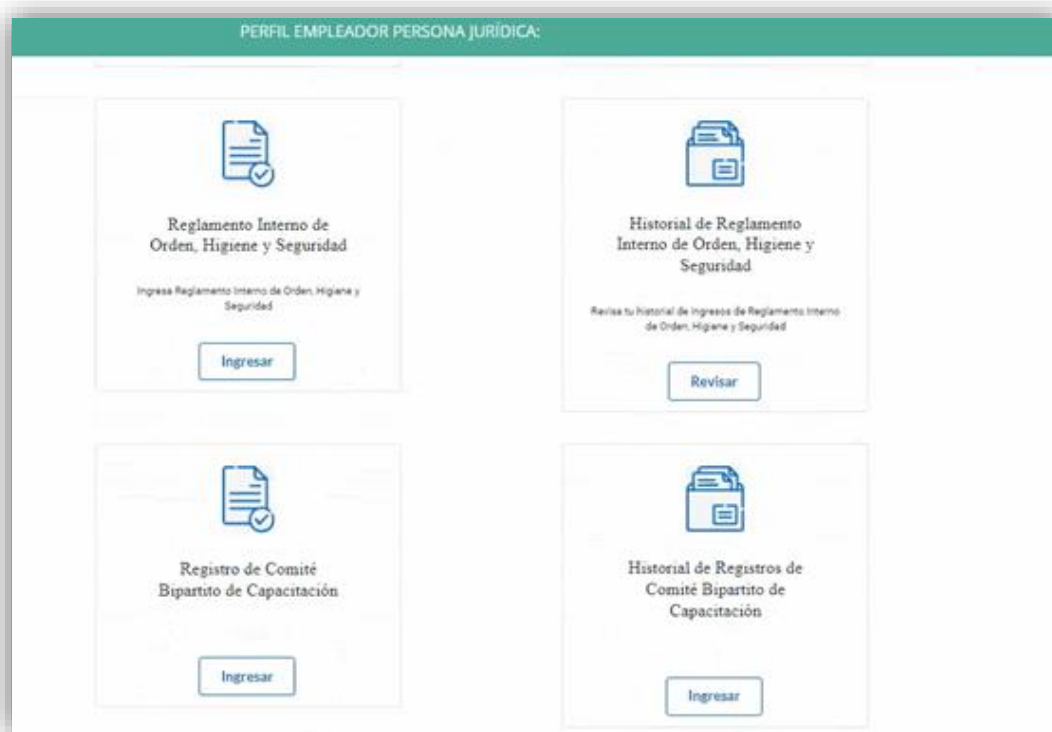 PERFIL EMPLEADOR PERSONA JURÍDICA:
Reglamento Interno de
Orden, Higiene y Seguridad
Ingresa Reglamento Interno de Orden, Higiene y
Seguridad
Ingresar
Historial de Reglamento
Interno de Orden, Higiene y
Seguridad
Revisa tu historial de Ingresos de Reglamento Interno
de Orden, Higiene y Seguridad
Revisar
Registro de Comité
Bipartito de Capacitación
Ingresar
Historial de Registros de
Comité Bipartito de
Capacitación
Ingresar